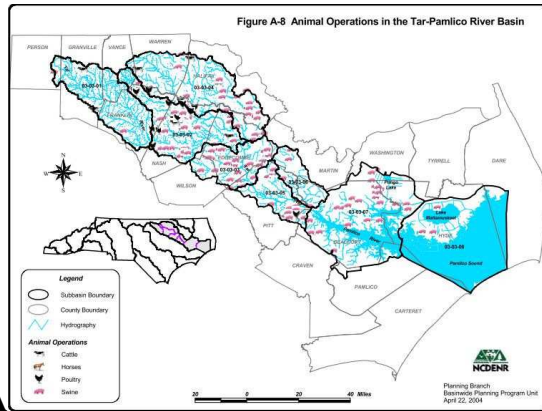 Figure A-8 Animal Operations in the Tar-Pamlico River Basin
PERSON
GRANVILLE
VANCE
WARREN
HALIFAX
03-03-01
03-03-04
FRANKLIN
03-03-02
NASH
EDGECOMBE
03-03-03
WILSON
MARTIN
WASHINGTON
TYRRELL
DARE
03-03-06
03-03-05
Lake
03-03-07
Lake
Mattamuskeet
HYDE
03-03-08
PITT
BEAUFORT
River
Pamlico Sound
CRAVEN
PAMLICO
CARTERET
N
W
E
S
Legend
Subbasin Boundary
County Boundary
Hydrography
Animal Operations
Cattle
Horses
Poultry
Swine
20 0 20 40 Miles
NCDENR
Planning Branch
Basinwide Planning Program Unit
April 22, 2004